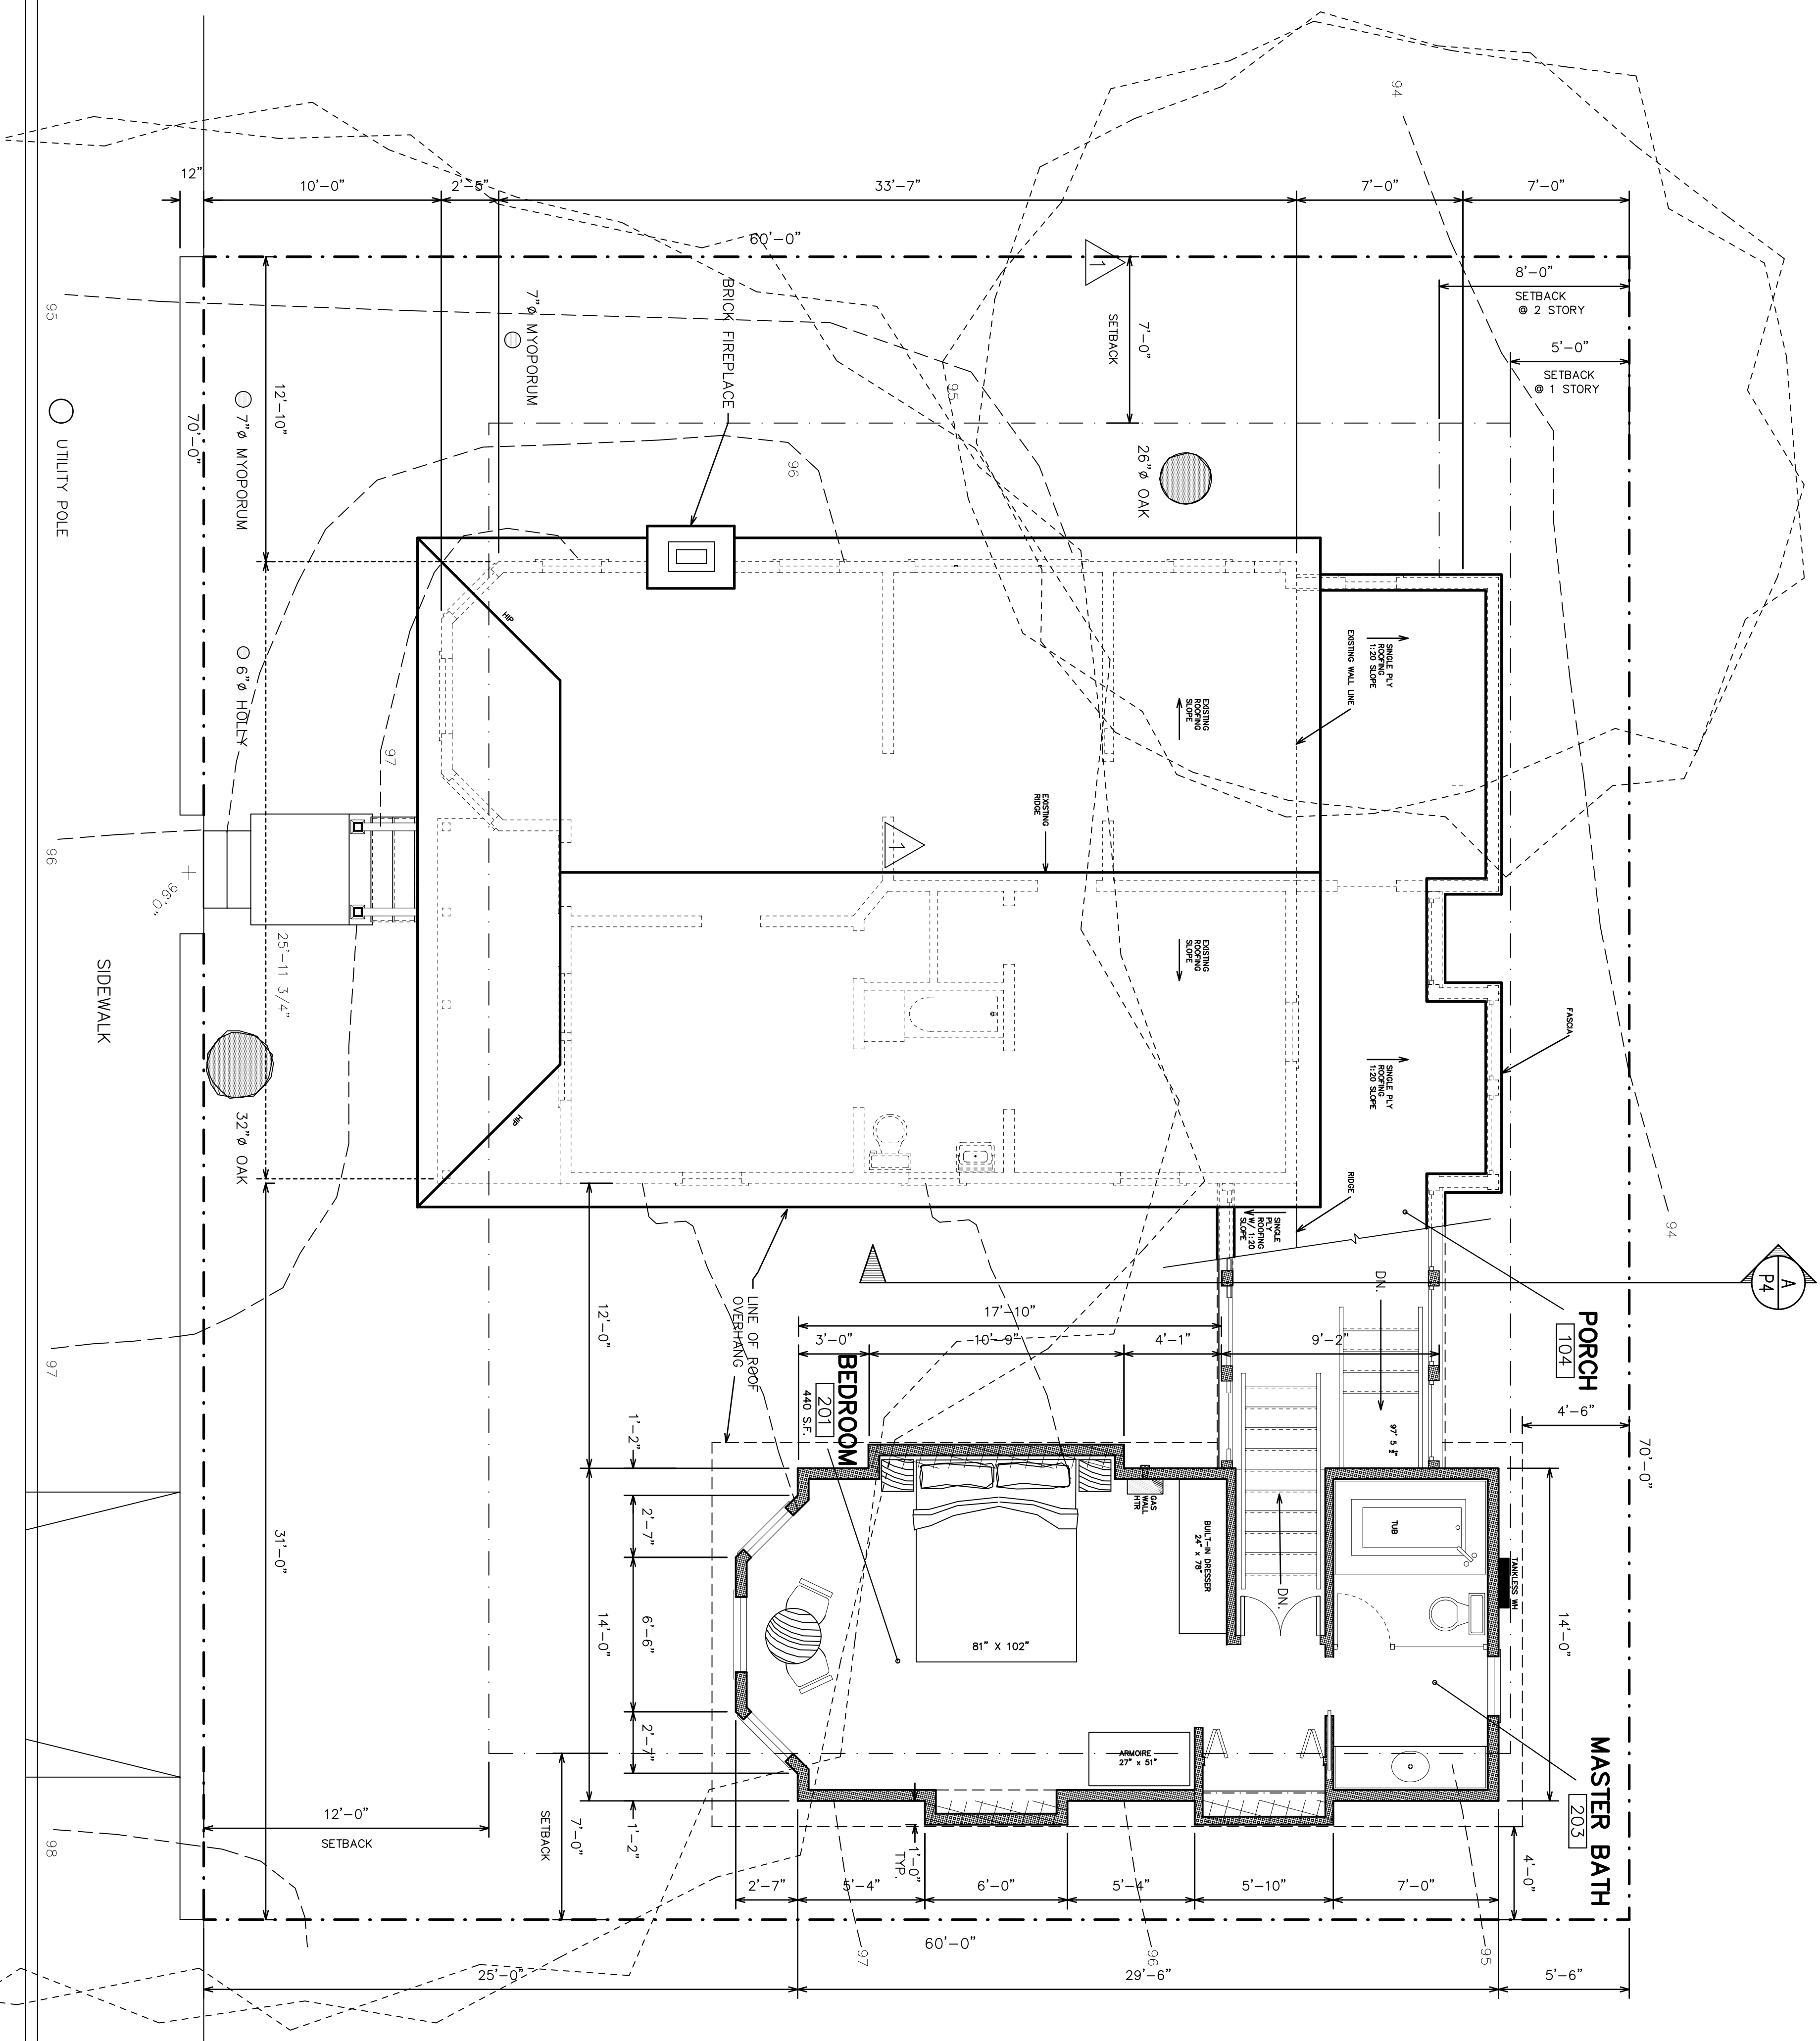 12"
10'-0"
2'-5"
33'-7"
7'-0"
7'-0"
94
60'-0"
1
8'-0"
SETBACK
@ 2 STORY
5'-0"
SETBACK
@ 1 STORY
7'-0"
SETBACK
95
12'-10"
70'-0"
7"ø MYOPORUM
7"ø MYOPORUM
BRICK FIREPLACE
95
26"ø OAK
UTILITY POLE
96
HIP
6"ø HOLLY
97
EXISTING
ROOFING
SLOPE
EXISTING WALL LINE
SINGLE PLY
ROOFING
1:20 SLOPE
EXISTING
RIDGE
1
96
96'0"
25'-11 3/4"
SIDEWALK
EXISTING
ROOFING
SLOPE
FASCIA
SINGLE PLY
ROOFING
1:20 SLOPE
32"ø OAK
HIP
RIDGE
94
SINGLE
PLY
ROOFING
W/ 1:20
SLOPE
A
P4
DN.
PORCH
104
LINE OF ROOF
OVERHANG
12'-0"
17'-10"
3'-0"
10'-9"
4'-1"
9'-2"
97
BEDROOM
201
440 S.F.
4'-6"
70'-0"
97' 5 1/2"
1'-2"
2'-7"
6'-6"
2'-7"
1'-2"
31'-0"
14'-0"
GAS
WALL
HTR
BUILT-IN DRESSER
24" x 78"
DN.
TUB
TANKLESS WH
14'-0"
81" X 102"
ARMOIRE
27" x 51"
MASTER BATH
203
12'-0"
SETBACK
SETBACK
7'-0"
1'-0"
TYP.
4'-0"
98
2'-7"
5'-4"
6'-0"
5'-4"
5'-10"
7'-0"
97
60'-0"
96
95
25'-0"
29'-6"
5'-6"